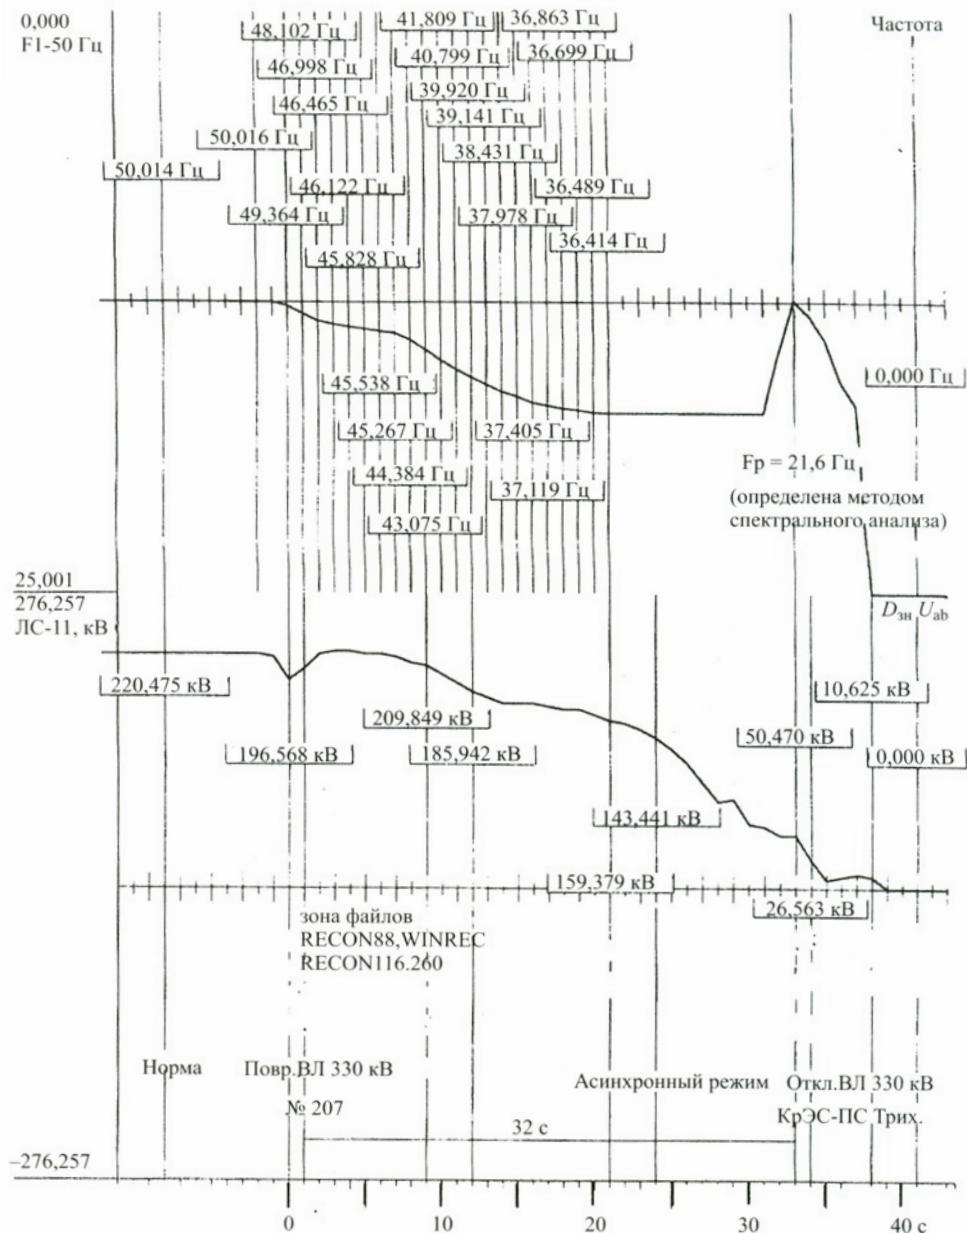 0,000
F1-50 Гц
Частота
48,102 Гц
41,809 Гц
36,863 Гц
46,998 Гц
40,799 Гц
36,699 Гц
46,465 Гц
39,920 Гц
39,141 Гц
50,016 Гц
38,431 Гц
50,014 Гц
46,122 Гц
36,489 Гц
49,364 Гц
37,978 Гц
36,414 Гц
45,828 Гц
45,538 Гц
0,000 Гц
45,267 Гц
37,405 Гц
44,384 Гц
Fp = 21,6 Гц
37,119 Гц
(определена методом
спектрального анализа)
43,075 Гц
25,001
276,257
ЛС-11, кВ
Dзн Uab
220,475 кВ
10,625 кВ
209,849 кВ
50,470 кВ
196,568 кВ
185,942 кВ
0,000 кВ
143,441 кВ
159,379 кВ
26,563 кВ
зона файлов
RECON88,WINREC
RECON116.260
Норма
Повр.ВЛ 330 кВ
№ 207
Асинхронный режим
Откл.ВЛ 330 кВ
КрЭС-ПС Трих.
32 с
–276,257
0 10 20 30 40 с